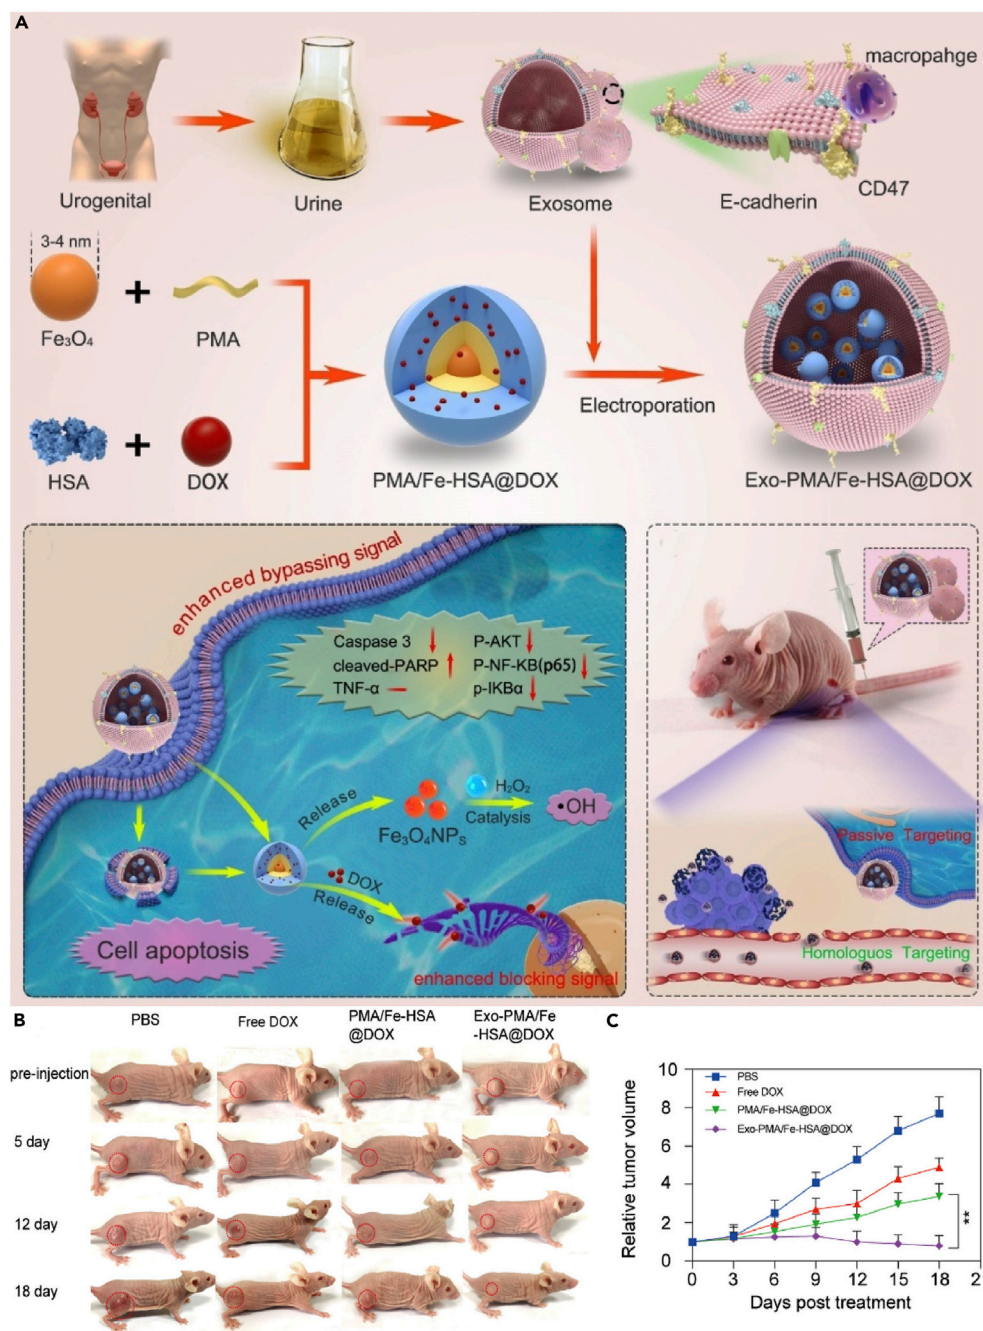 A
macropahge
Urogenital
Urine
Exosome
E-cadherin
CD47
3-4 nm
+
Fe₃O₄
PMA
Electroporation
+
HSA
DOX
PMA/Fe-HSA@DOX
Exo-PMA/Fe-HSA@DOX
enhanced bypassing signal
Caspase 3
P-AKT
cleaved-PARP
P-NF-KB(p65)
TNF-α
p-IKBα
Release
H₂O₂
Catalysis
•OH
Fe₃O₄NPs
DOX
Release
Cell apoptosis
enhanced blocking signal
Passive Targeting
Homologuos Targeting
B
PBS
Free DOX
PMA/Fe-HSA
@DOX
Exo-PMA/Fe
-HSA@DOX
pre-injection
5 day
12 day
18 day
C
PBS
Free DOX
PMA/Fe-HSA@DOX
Exo-PMA/Fe-HSA@DOX
Relative tumor volume
10
8
6
4
2
0
**
0 3 6 9 12 15 18 2
Days post treatment